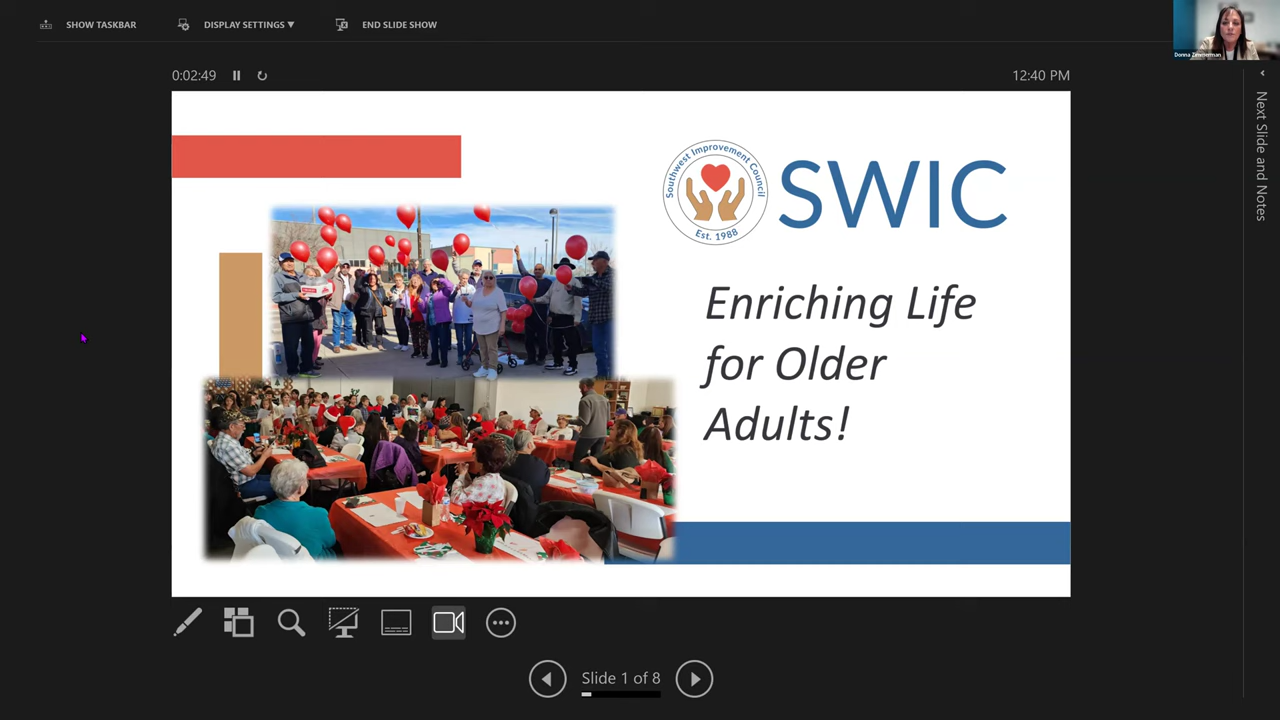 SHOW TASKBAR
DISPLAY SETTINGS ▼
END SLIDE SHOW
Donna Zimmerman
0:02:49
12:40 PM
Next Slide and Notes
Southwest Improvement Council
Est. 1988
SWIC
Enriching Life
for Older
Adults!
Slide 1 of 8